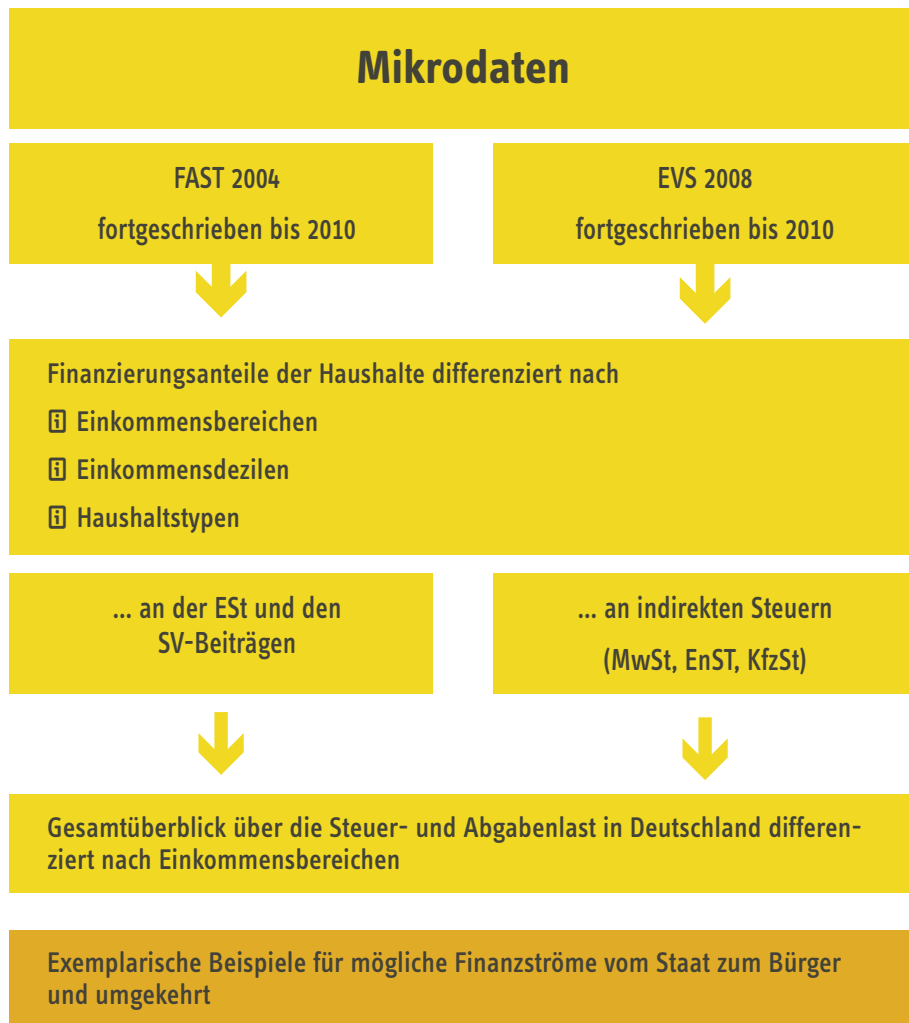 Mikrodaten
FAST 2004
fortgeschrieben bis 2010
EVS 2008
fortgeschrieben bis 2010
Finanzierungsanteile der Haushalte differenziert nach
Einkommensbereichen
Einkommensdezilen
Haushaltstypen
... an der ESt und den
SV-Beiträgen
... an indirekten Steuern
(MwSt, EnST, KfzSt)
Gesamtüberblick über die Steuer- und Abgabenlast in Deutschland differen-
ziert nach Einkommensbereichen
Exemplarische Beispiele für mögliche Finanzströme vom Staat zum Bürger
und umgekehrt